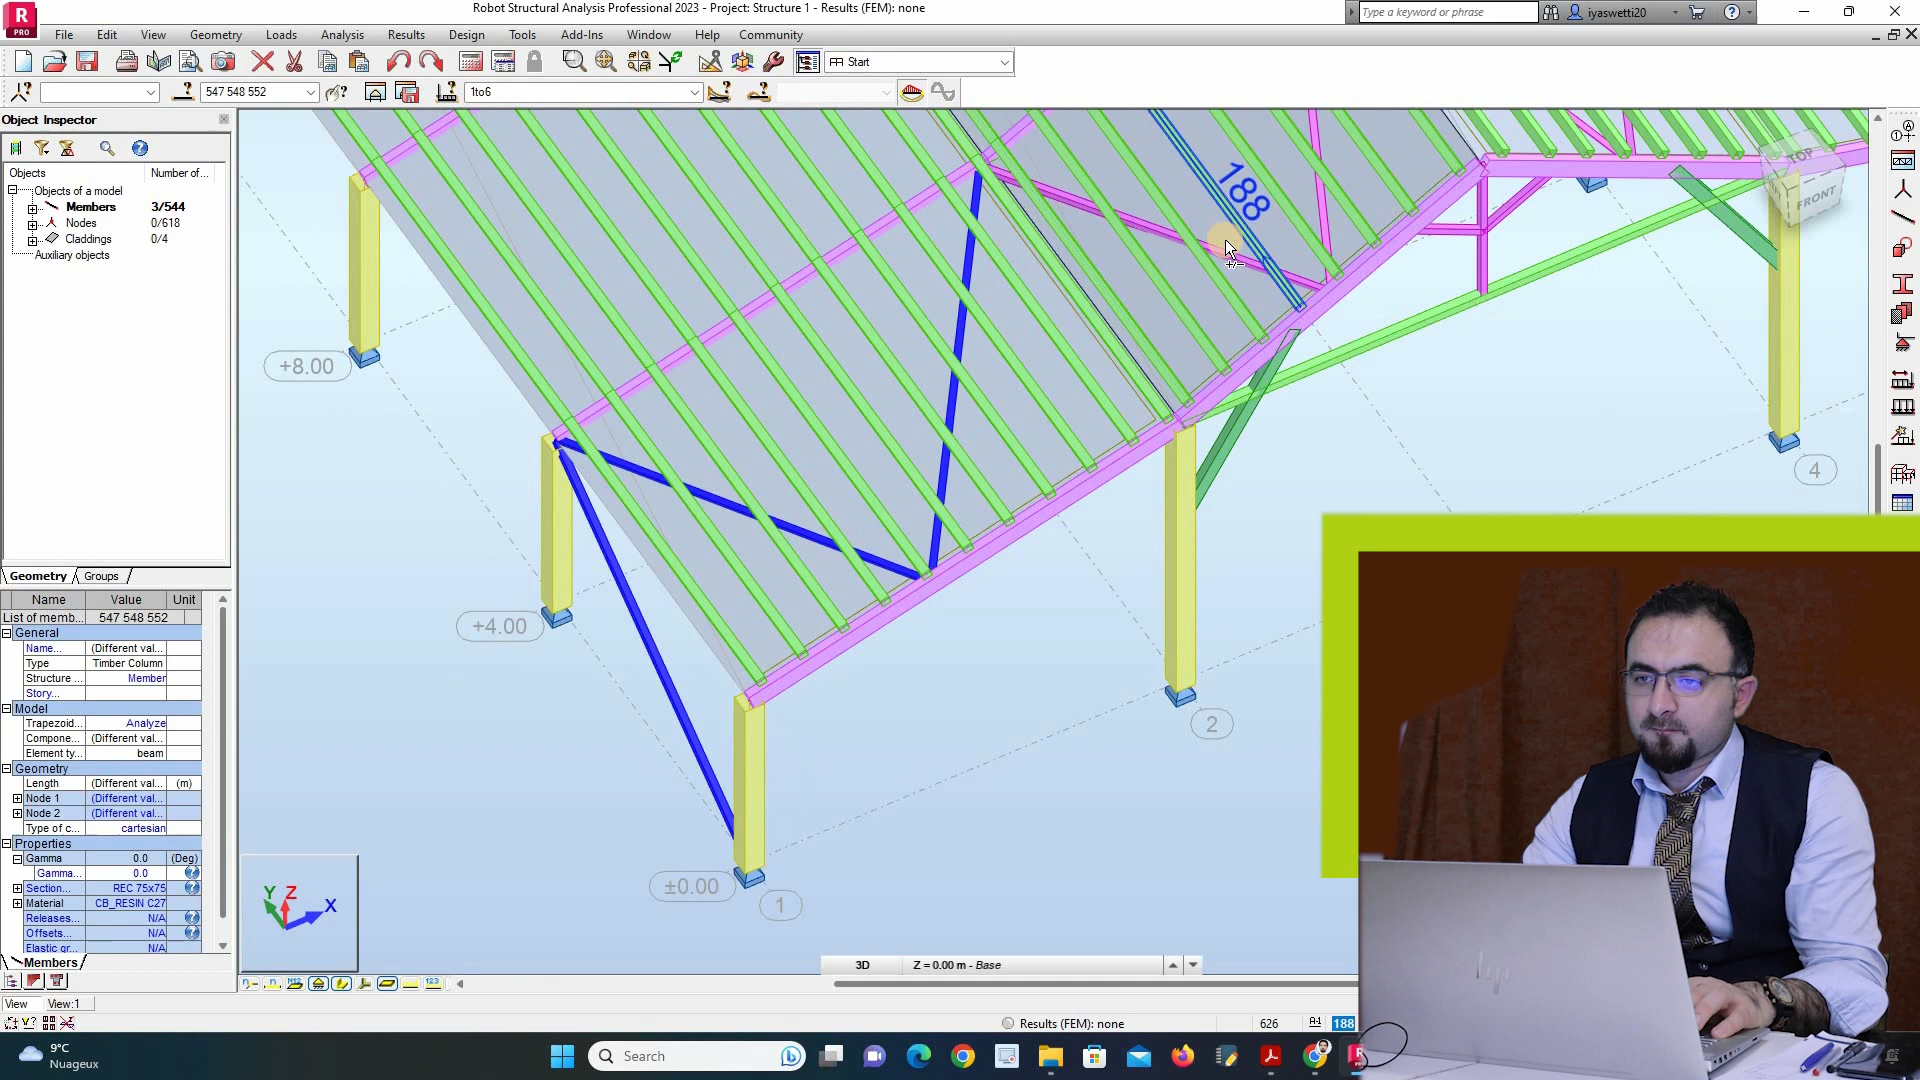 Robot Structural Analysis Professional 2023 - Project: Structure 1 - Results (FEM): none
Type a keyword or phrase
iyaswetti20
R
PRO
File Edit View Geometry Loads Analysis Results Design Tools Add-Ins Window Help Community
Start
547 548 552
1to6
Object Inspector
Objects Number of...
Objects of a model
Members 3/544
Nodes 0/618
Claddings 0/4
Auxiliary objects
Geometry Groups
Name Value Unit
List of memb... 547 548 552
General
Name... (Different val...
Type Timber Column
Structure ... Member
Story...
Model
Trapezoid... Analyze
Compone... (Different val...
Element ty... beam
Geometry
Length (Different val... (m)
Node 1 (Different val...
Node 2 (Different val...
Type of c... cartesian
Properties
Gamma 0.0 (Deg)
Gamma... 0.0
Section... REC 75x75
Material CB_RESIN C27
Releases... N/A
Offsets... N/A
Elastic gr... N/A
Members
188
TOP
FRONT
+8.00
+4.00
±0.00
1
2
4
Y Z X
3D Z = 0.00 m - Base
View View:1
Results (FEM): none 626 188
9°C
Nuageux
Search
hp